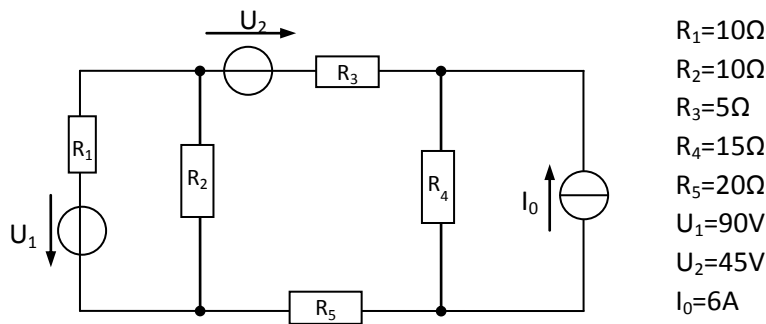 U₂
R₃
R₁
R₂
R₄
I₀
U₁
R₅
R₁=10Ω
R₂=10Ω
R₃=5Ω
R₄=15Ω
R₅=20Ω
U₁=90V
U₂=45V
I₀=6A